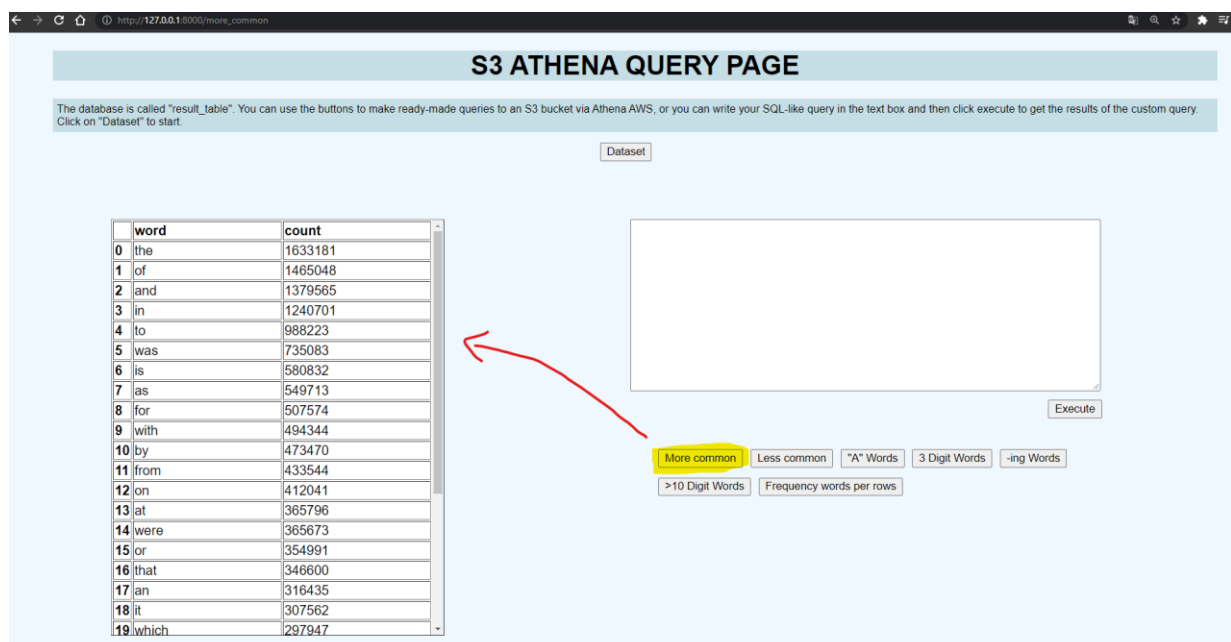 http://127.0.0.1:8000/more_common
S3 ATHENA QUERY PAGE
The database is called "result_table". You can use the buttons to make ready-made queries to an S3 bucket via Athena AWS, or you can write your SQL-like query in the text box and then click execute to get the results of the custom query.
Click on "Dataset" to start.
Dataset
word count
0 the 1633181
1 of 1465048
2 and 1379565
3 in 1240701
4 to 988223
5 was 735083
6 is 580832
7 as 549713
8 for 507574
9 with 494344
10 by 473470
11 from 433544
12 on 412041
13 at 365796
14 were 365673
15 or 354991
16 that 346600
17 an 316435
18 it 307562
19 which 297947
Execute
More common Less common "A" Words 3 Digit Words -ing Words
>10 Digit Words Frequency words per rows